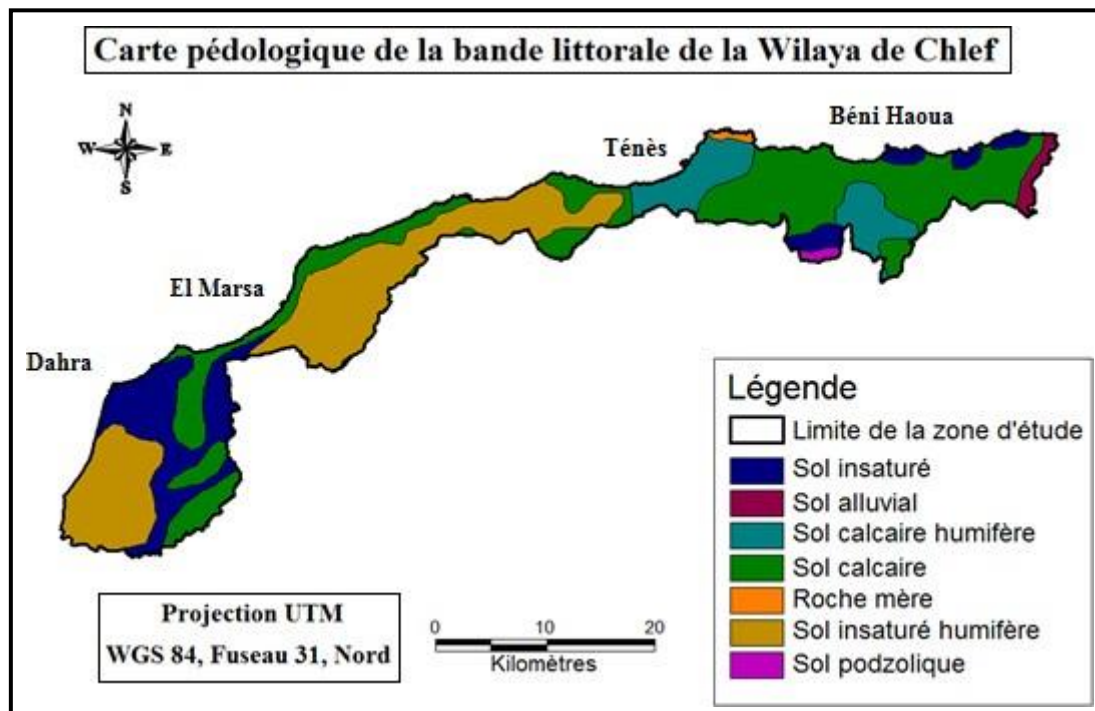 Carte pédologique de la bande littorale de la Wilaya de Chlef
N
W E
S
Béni Haoua
Ténès
El Marsa
Dahra
Légende
Limite de la zone d'étude
Sol insaturé
Sol alluvial
Sol calcaire humifère
Sol calcaire
Roche mère
Sol insaturé humifère
Sol podzolique
Projection UTM
WGS 84, Fuseau 31, Nord
0 10 20
Kilomètres